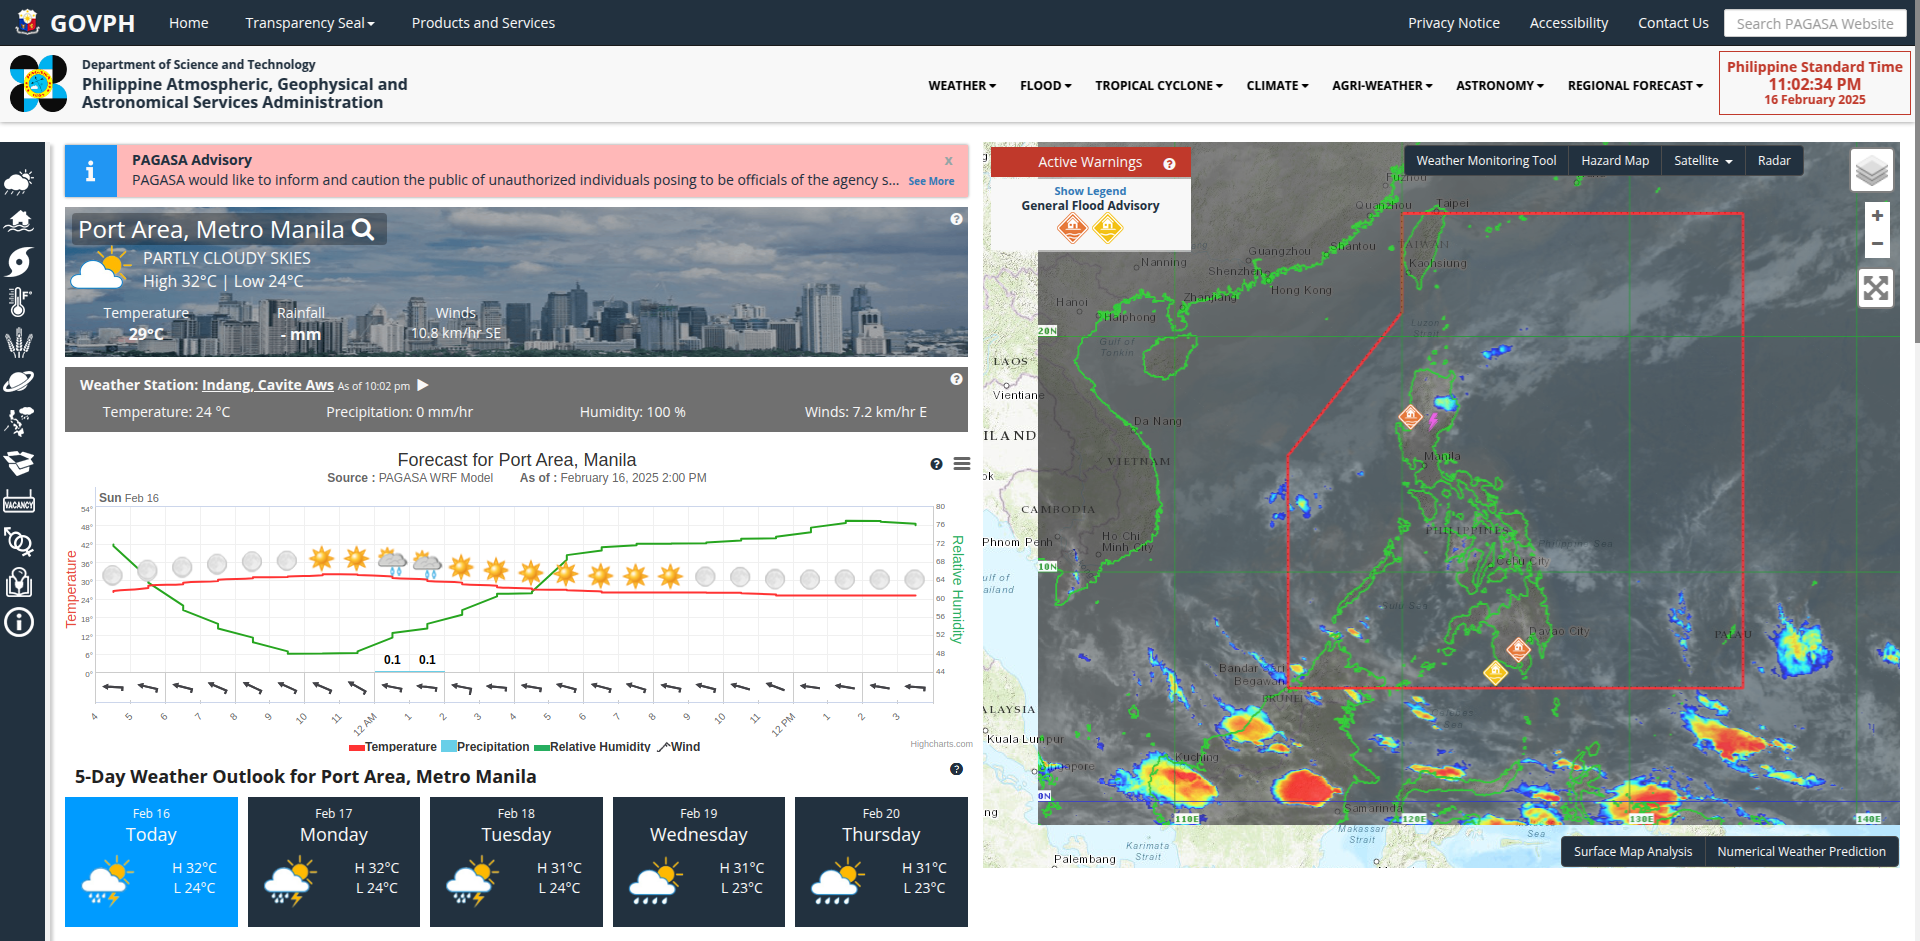 GOVPH
Home
Transparency Seal
Products and Services
Privacy Notice
Accessibility
Contact Us
Search PAGASA Website
Department of Science and Technology
Philippine Atmospheric, Geophysical and
Astronomical Services Administration
WEATHER
FLOOD
TROPICAL CYCLONE
CLIMATE
AGRI-WEATHER
ASTRONOMY
REGIONAL FORECAST
Philippine Standard Time
11:02:34 PM
16 February 2025
PAGASA Advisory
x
PAGASA would like to inform and caution the public of unauthorized individuals posing to be officials of the agency s... See More
Port Area, Metro Manila
PARTLY CLOUDY SKIES
High 32°C | Low 24°C
Temperature
29°C
Rainfall
- mm
Winds
10.8 km/hr SE
Weather Station: Indang, Cavite Aws As of 10:02 pm
Temperature: 24 °C
Precipitation: 0 mm/hr
Humidity: 100 %
Winds: 7.2 km/hr E
Forecast for Port Area, Manila
Source : PAGASA WRF Model As of : February 16, 2025 2:00 PM
Sun Feb 16
54°
48°
42°
36°
30°
24°
18°
12°
6°
0°
Temperature
80
76
72
68
64
60
56
52
48
44
Relative Humidity
0.1
0.1
4
5
6
7
8
9
10
11
12 AM
1
2
3
4
5
6
7
8
9
10
11
12 PM
1
2
3
Temperature
Precipitation
Relative Humidity
Wind
Highcharts.com
5-Day Weather Outlook for Port Area, Metro Manila
Feb 16
Today
H 32°C
L 24°C
Feb 17
Monday
H 32°C
L 24°C
Feb 18
Tuesday
H 31°C
L 24°C
Feb 19
Wednesday
H 31°C
L 23°C
Feb 20
Thursday
H 31°C
L 23°C
VACANCY
Active Warnings
Show Legend
General Flood Advisory
Weather Monitoring Tool
Hazard Map
Satellite
Radar
+
−
Fuzhou
Quanzhou
Taipei
TAIWAN
Shantou
Guangzhou
Kaohsiung
Nanning
Shenzhen
Hong Kong
Zhanjiang
Hanoi
Haiphong
Luzon
Strait
20N
Gulf of
Tonkin
LAOS
Vientiane
Da Nang
ILAND
VIETNAM
Manila
ok
CAMBODIA
PHILIPPINES
Philippine Sea
Phnom Penh
Ho Chi
Minh City
Cebu City
10N
ulf of
ailand
Sulu Sea
Davao City
PALAU
Bandar Seri
Begawan
BRUNEI
ALAYSIA
Kuala Lumpur
Kuching
Singapore
0N
Samarinda
110E
120E
130E
140E
ng
Makassar
Strait
Sea
Karimata
Strait
Palembang
Surface Map Analysis
Numerical Weather Prediction